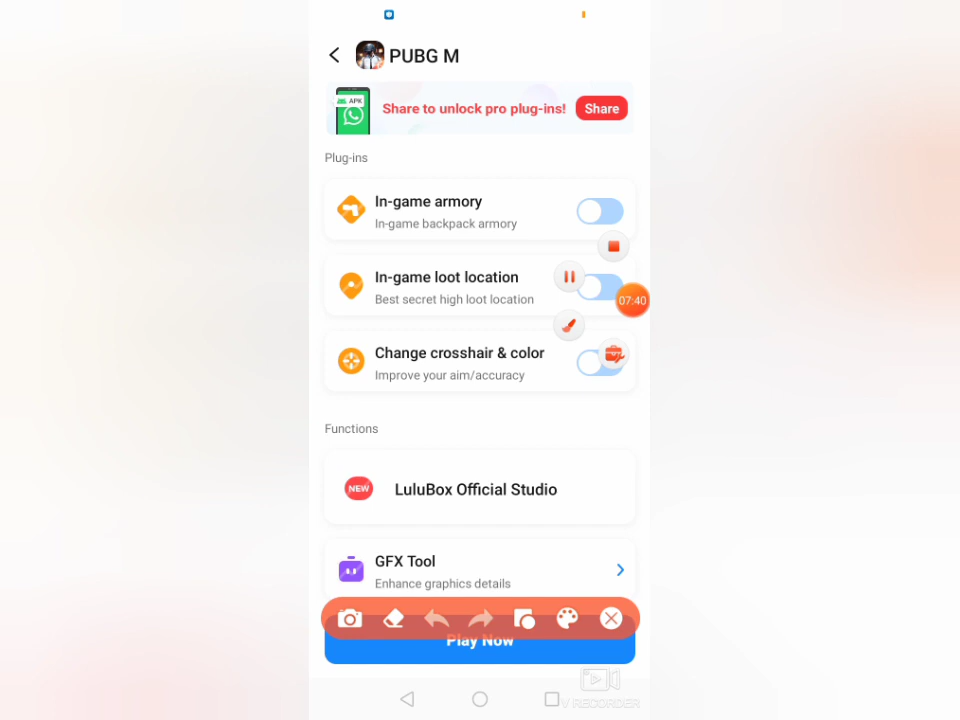 PUBG M
APK
Share to unlock pro plug-ins!
Share
Plug-ins
In-game armory
In-game backpack armory
In-game loot location
Best secret high loot location
07:40
Change crosshair & color
Improve your aim/accuracy
Functions
NEW
LuluBox Official Studio
GFX Tool
Enhance graphics details
Play Now
V RECORDER